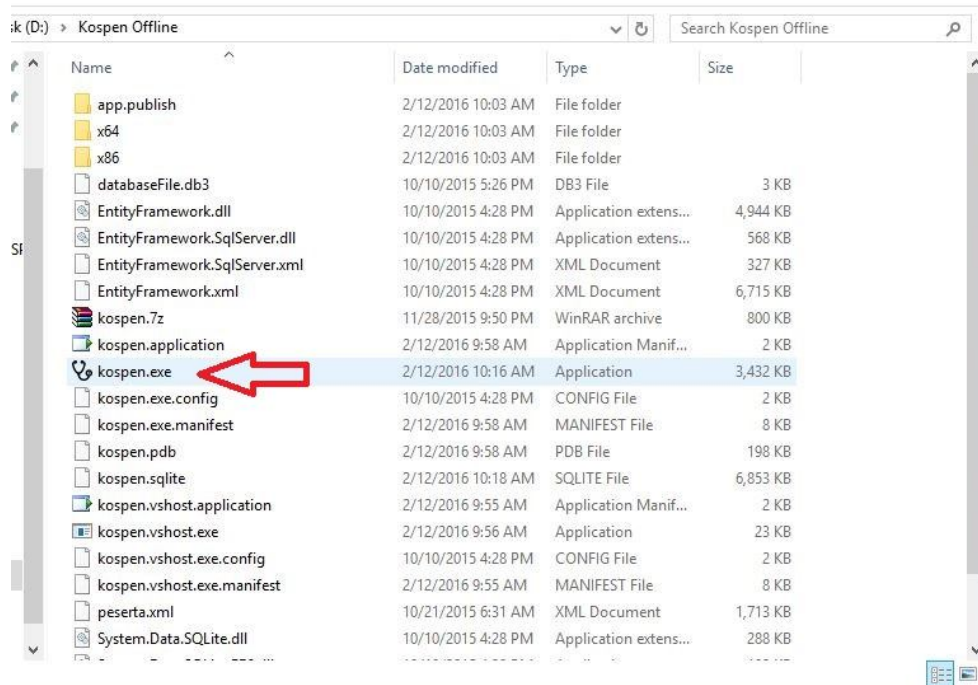 sk (D:) > Kospen Offline Search Kospen Offline
Name Date modified Type Size
app.publish 2/12/2016 10:03 AM File folder
x64 2/12/2016 10:03 AM File folder
x86 2/12/2016 10:03 AM File folder
databaseFile.db3 10/10/2015 5:26 PM DB3 File 3 KB
EntityFramework.dll 10/10/2015 4:28 PM Application extens... 4,944 KB
EntityFramework.SqlServer.dll 10/10/2015 4:28 PM Application extens... 568 KB
EntityFramework.SqlServer.xml 10/10/2015 4:28 PM XML Document 327 KB
EntityFramework.xml 10/10/2015 4:28 PM XML Document 6,715 KB
kospen.7z 11/28/2015 9:50 PM WinRAR archive 800 KB
kospen.application 2/12/2016 9:58 AM Application Manif... 2 KB
kospen.exe 2/12/2016 10:16 AM Application 3,432 KB
kospen.exe.config 10/10/2015 4:28 PM CONFIG File 2 KB
kospen.exe.manifest 2/12/2016 9:58 AM MANIFEST File 8 KB
kospen.pdb 2/12/2016 9:58 AM PDB File 198 KB
kospen.sqlite 2/12/2016 10:18 AM SQLITE File 6,853 KB
kospen.vshost.application 2/12/2016 9:55 AM Application Manif... 2 KB
kospen.vshost.exe 2/12/2016 9:56 AM Application 23 KB
kospen.vshost.exe.config 10/10/2015 4:28 PM CONFIG File 2 KB
kospen.vshost.exe.manifest 2/12/2016 9:55 AM MANIFEST File 8 KB
peserta.xml 10/21/2015 6:31 AM XML Document 1,713 KB
System.Data.SQLite.dll 10/10/2015 4:28 PM Application extens... 288 KB